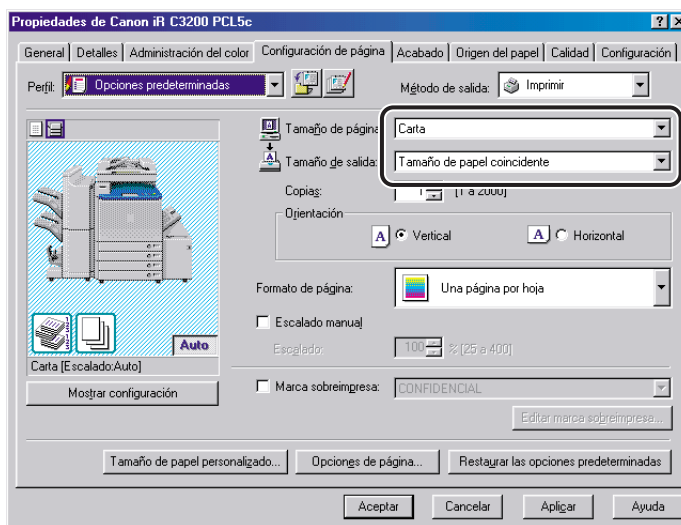 Propiedades de Canon iR C3200 PCL5c
General Detalles Administración del color Configuración de página Acabado Origen del papel Calidad Configuración
Perfil: Opciones predeterminadas Método de salida: Imprimir
Tamaño de página: Carta
Tamaño de salida: Tamaño de papel coincidente
Copias: 1 [1 a 2000]
Orientación
A Vertical A Horizontal
Formato de página: Una página por hoja
Escalado manual
Auto
Escalado: 100 % [25 a 400]
Carta [Escalado:Auto]
Mostrar configuración
Marca sobreimpresa: CONFIDENCIAL
Editar marca sobreimpresa...
Tamaño de papel personalizado... Opciones de página... Restaurar las opciones predeterminadas
Aceptar Cancelar Aplicar Ayuda